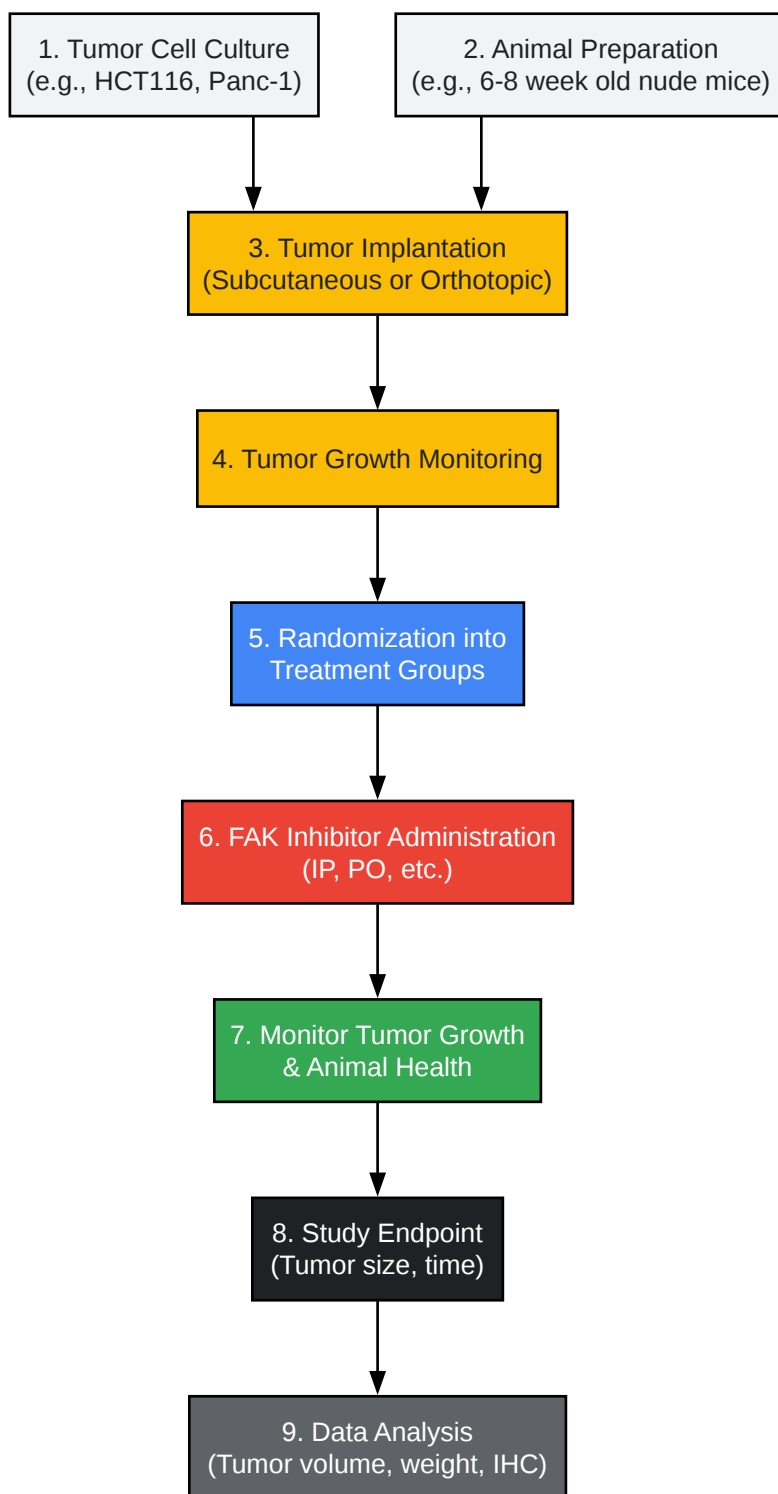 1. Tumor Cell Culture
(e.g., HCT116, Panc-1)
2. Animal Preparation
(e.g., 6-8 week old nude mice)
3. Tumor Implantation
(Subcutaneous or Orthotopic)
4. Tumor Growth Monitoring
5. Randomization into
Treatment Groups
6. FAK Inhibitor Administration
(IP, PO, etc.)
7. Monitor Tumor Growth
& Animal Health
8. Study Endpoint
(Tumor size, time)
9. Data Analysis
(Tumor volume, weight, IHC)